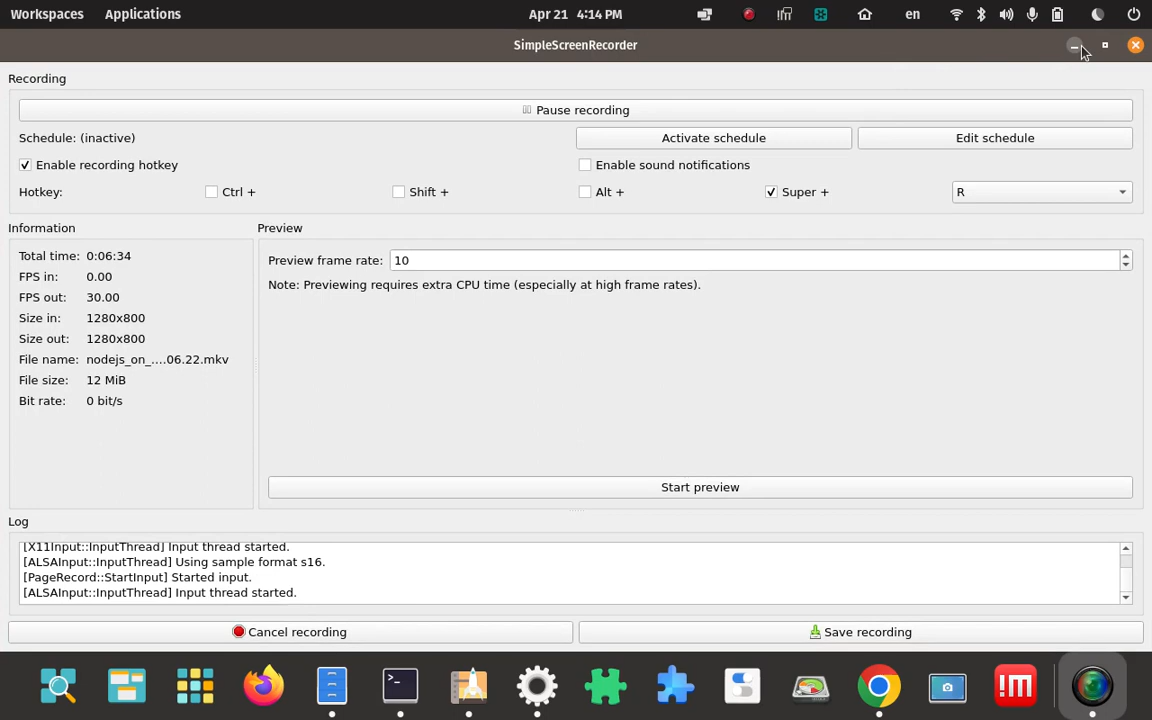 Workspaces Applications Apr 21 4:14 PM en
SimpleScreenRecorder
Recording
Pause recording
Schedule: (inactive) Activate schedule Edit schedule
Enable recording hotkey Enable sound notifications
Hotkey: Ctrl + Shift + Alt + Super + R
Information Preview
Total time: 0:06:34 Preview frame rate: 10
FPS in: 0.00 Note: Previewing requires extra CPU time (especially at high frame rates).
FPS out: 30.00
Size in: 1280x800
Size out: 1280x800
File name: nodejs_on_....06.22.mkv
File size: 12 MiB
Bit rate: 0 bit/s
Start preview
Log
[X11Input::InputThread] Input thread started.
[ALSAInput::InputThread] Using sample format s16.
[PageRecord::StartInput] Started input.
[ALSAInput::InputThread] Input thread started.
Cancel recording Save recording
>_ !M